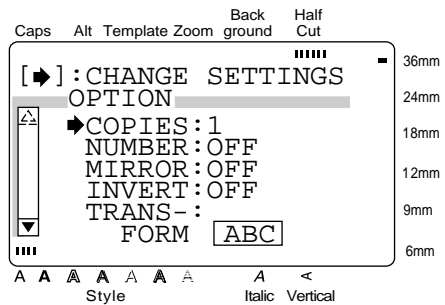 Back Half
Caps Alt Template Zoom ground Cut
36mm
[➡]:CHANGE SETTINGS
24mm
OPTION
➡COPIES:1
18mm
NUMBER:OFF
MIRROR:OFF
12mm
INVERT:OFF
TRANS-:
9mm
FORM ABC
6mm
A A A A A A A A <
Style Italic Vertical